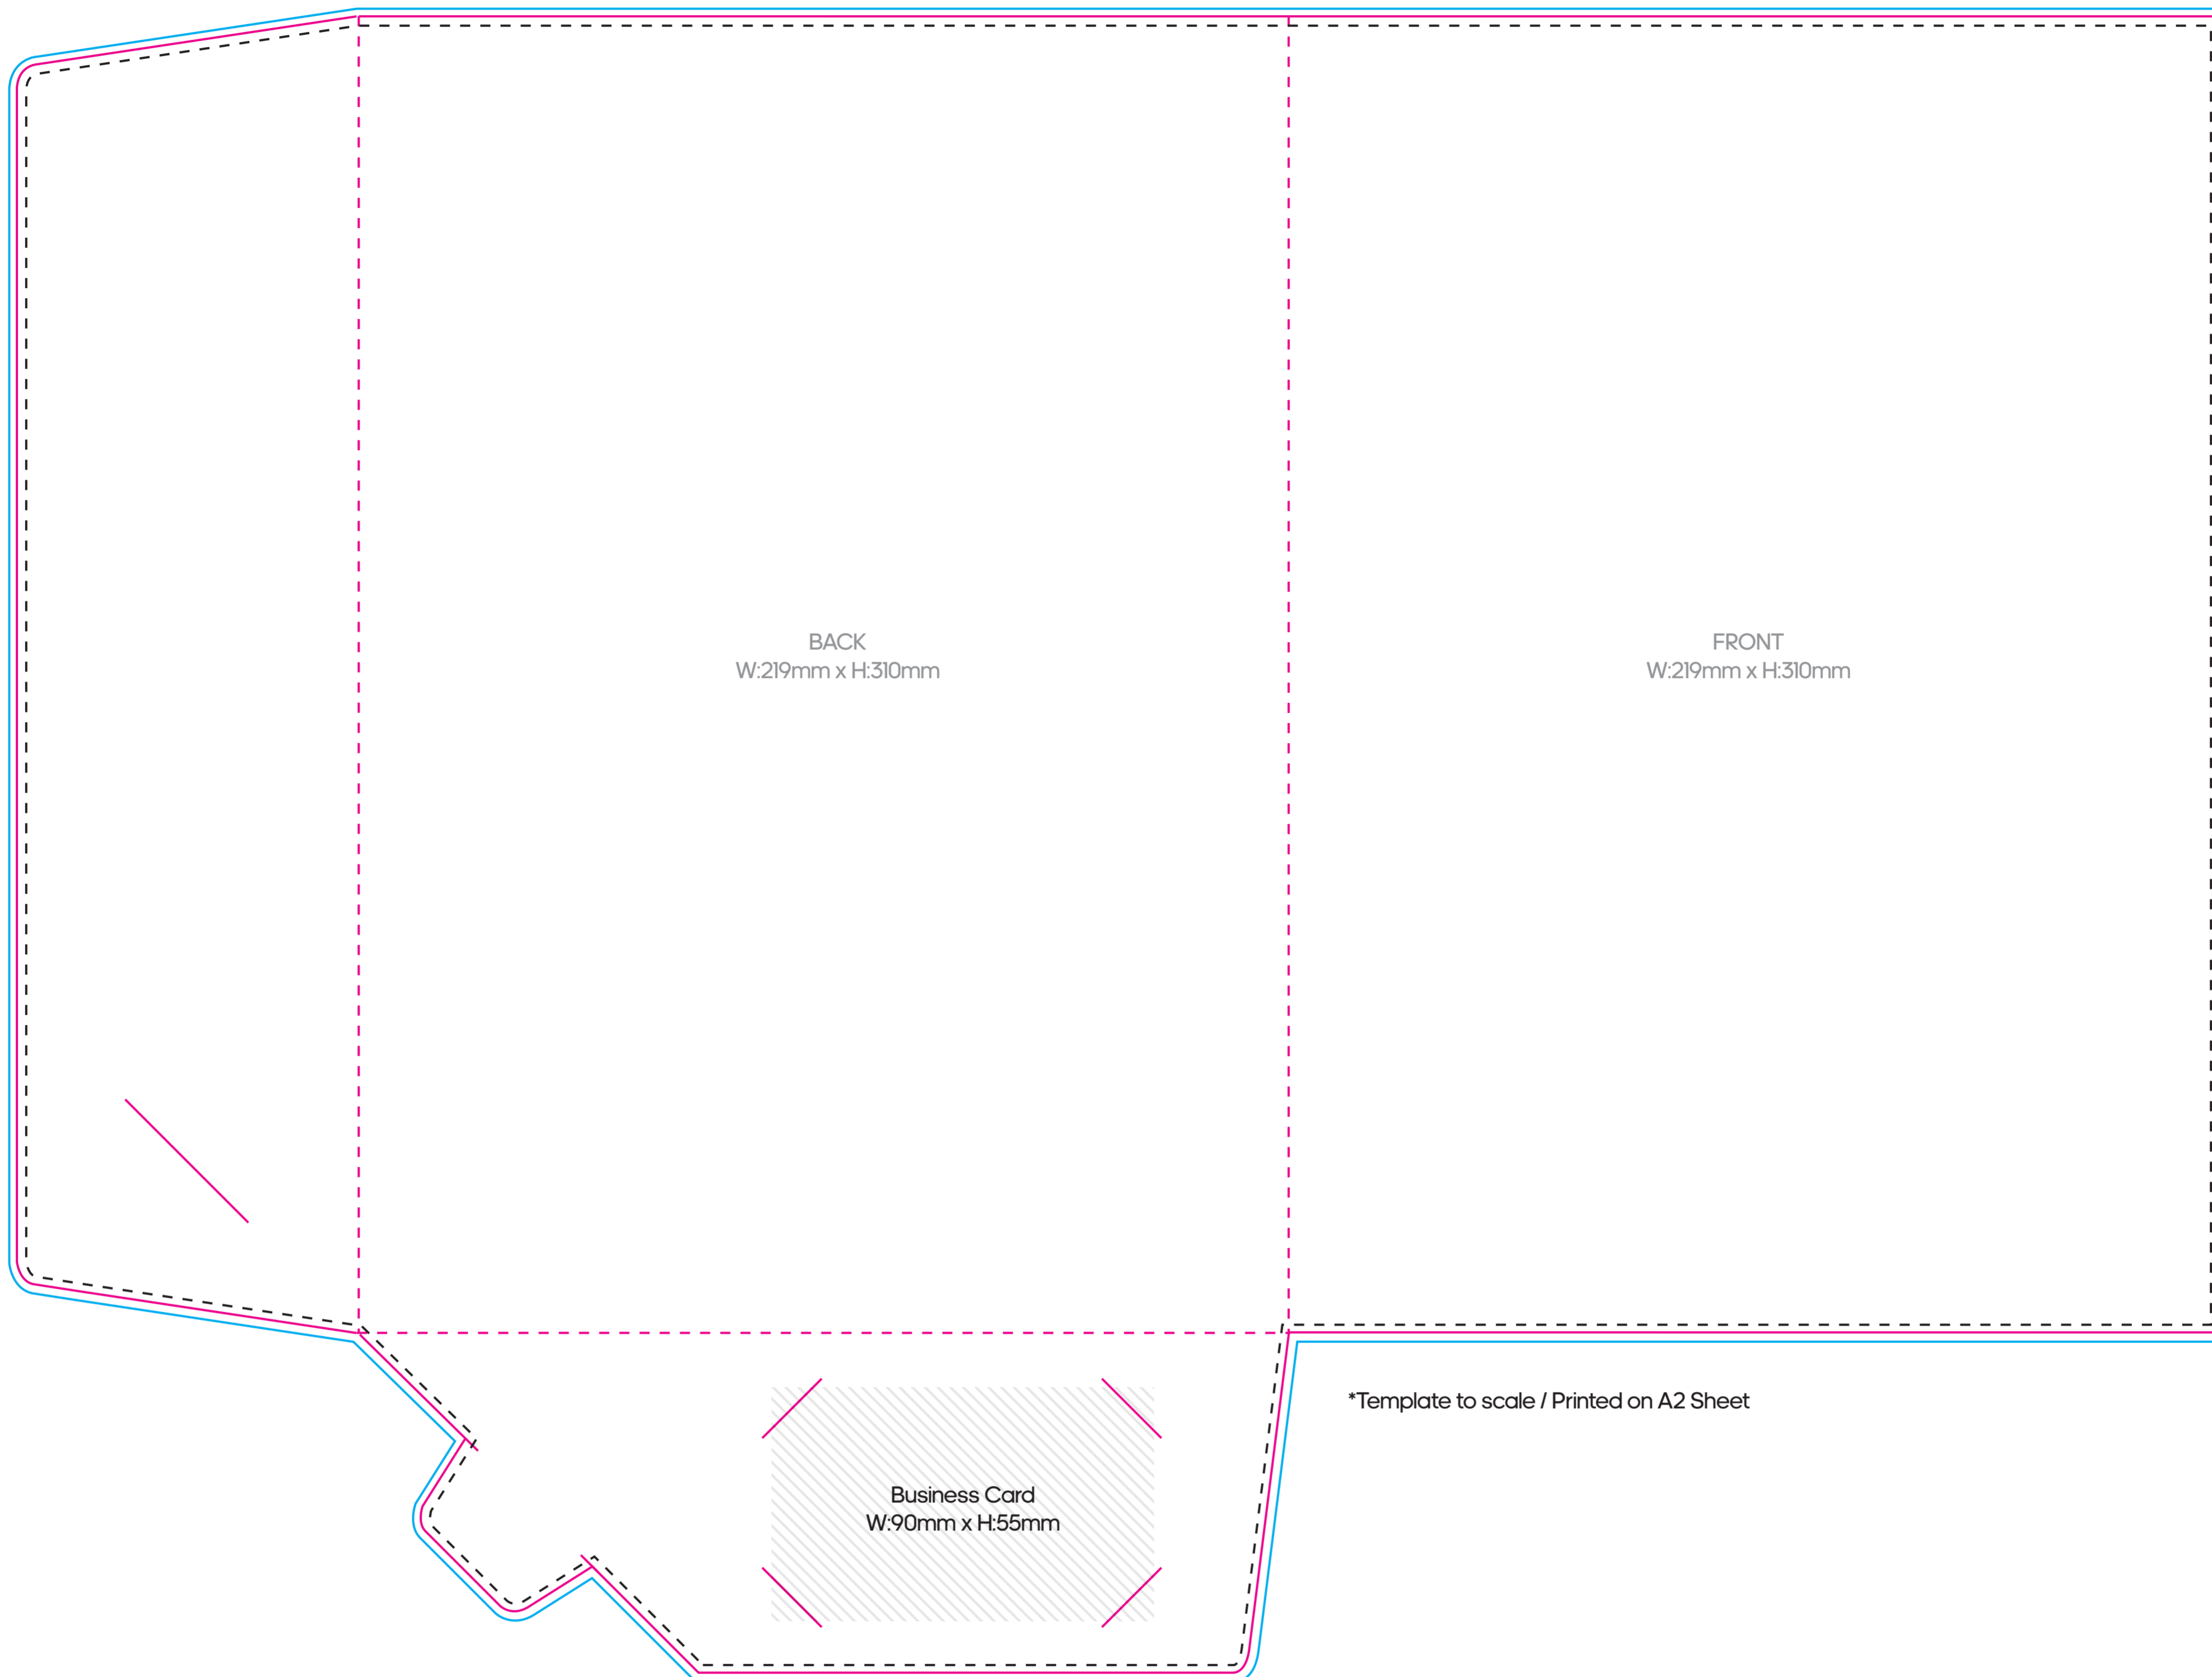 BACK
W:219mm x H:310mm
FRONT
W:219mm x H:310mm
*Template to scale / Printed on A2 Sheet
Business Card
W:90mm x H:55mm